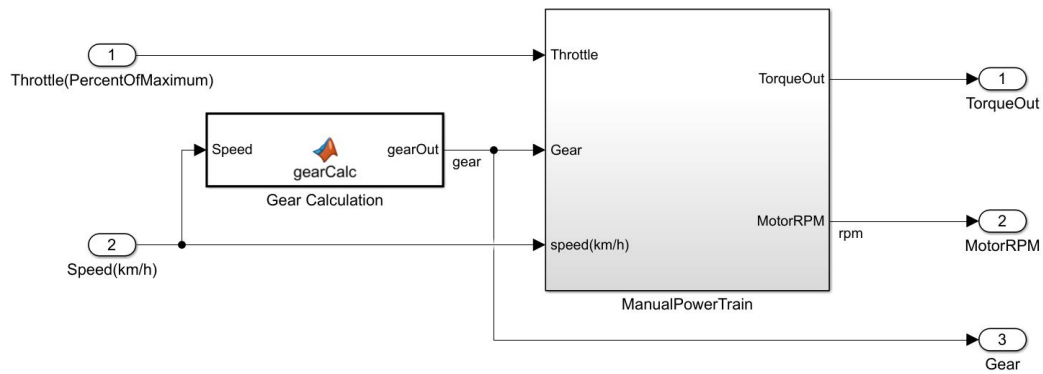 1
Throttle(PercentOfMaximum)
Throttle
TorqueOut
1
TorqueOut
Speed
gearCalc
gearOut
Gear Calculation
gear
Gear
2
Speed(km/h)
speed(km/h)
MotorRPM
rpm
2
MotorRPM
ManualPowerTrain
3
Gear